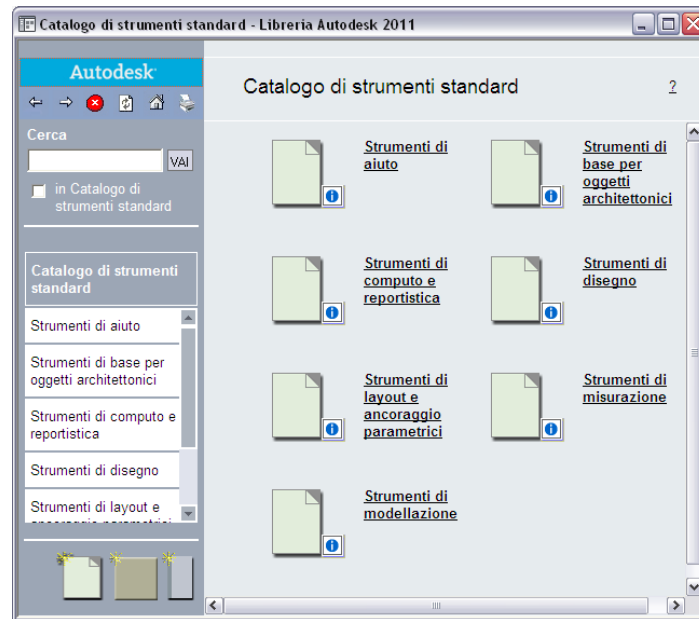 Catalogo di strumenti standard - Libreria Autodesk 2011
Autodesk
Cerca
VAI
in Catalogo di
strumenti standard
Catalogo di strumenti
standard
Strumenti di aiuto
Strumenti di base per
oggetti architettonici
Strumenti di computo e
reportistica
Strumenti di disegno
Strumenti di layout e
Catalogo di strumenti standard
?
Strumenti di
aiuto
Strumenti di
base per
oggetti
architettonici
Strumenti di
computo e
reportistica
Strumenti di
disegno
Strumenti di
layout e
ancoraggio
parametrici
Strumenti di
misurazione
Strumenti di
modellazione